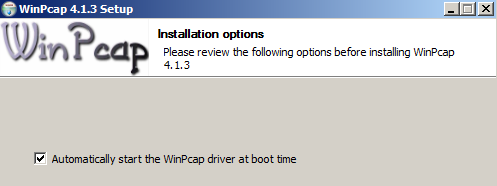 WinPcap 4.1.3 Setup
WinPcap
Installation options
Please review the following options before installing WinPcap
4.1.3
Automatically start the WinPcap driver at boot time